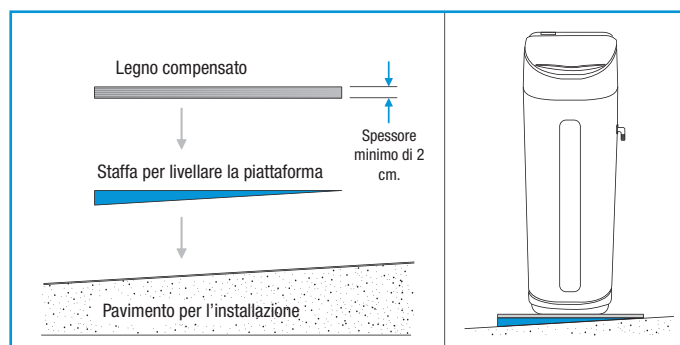 Legno compensato
Spessore
minimo di 2
cm.
Staffa per livellare la piattaforma
Pavimento per l'installazione